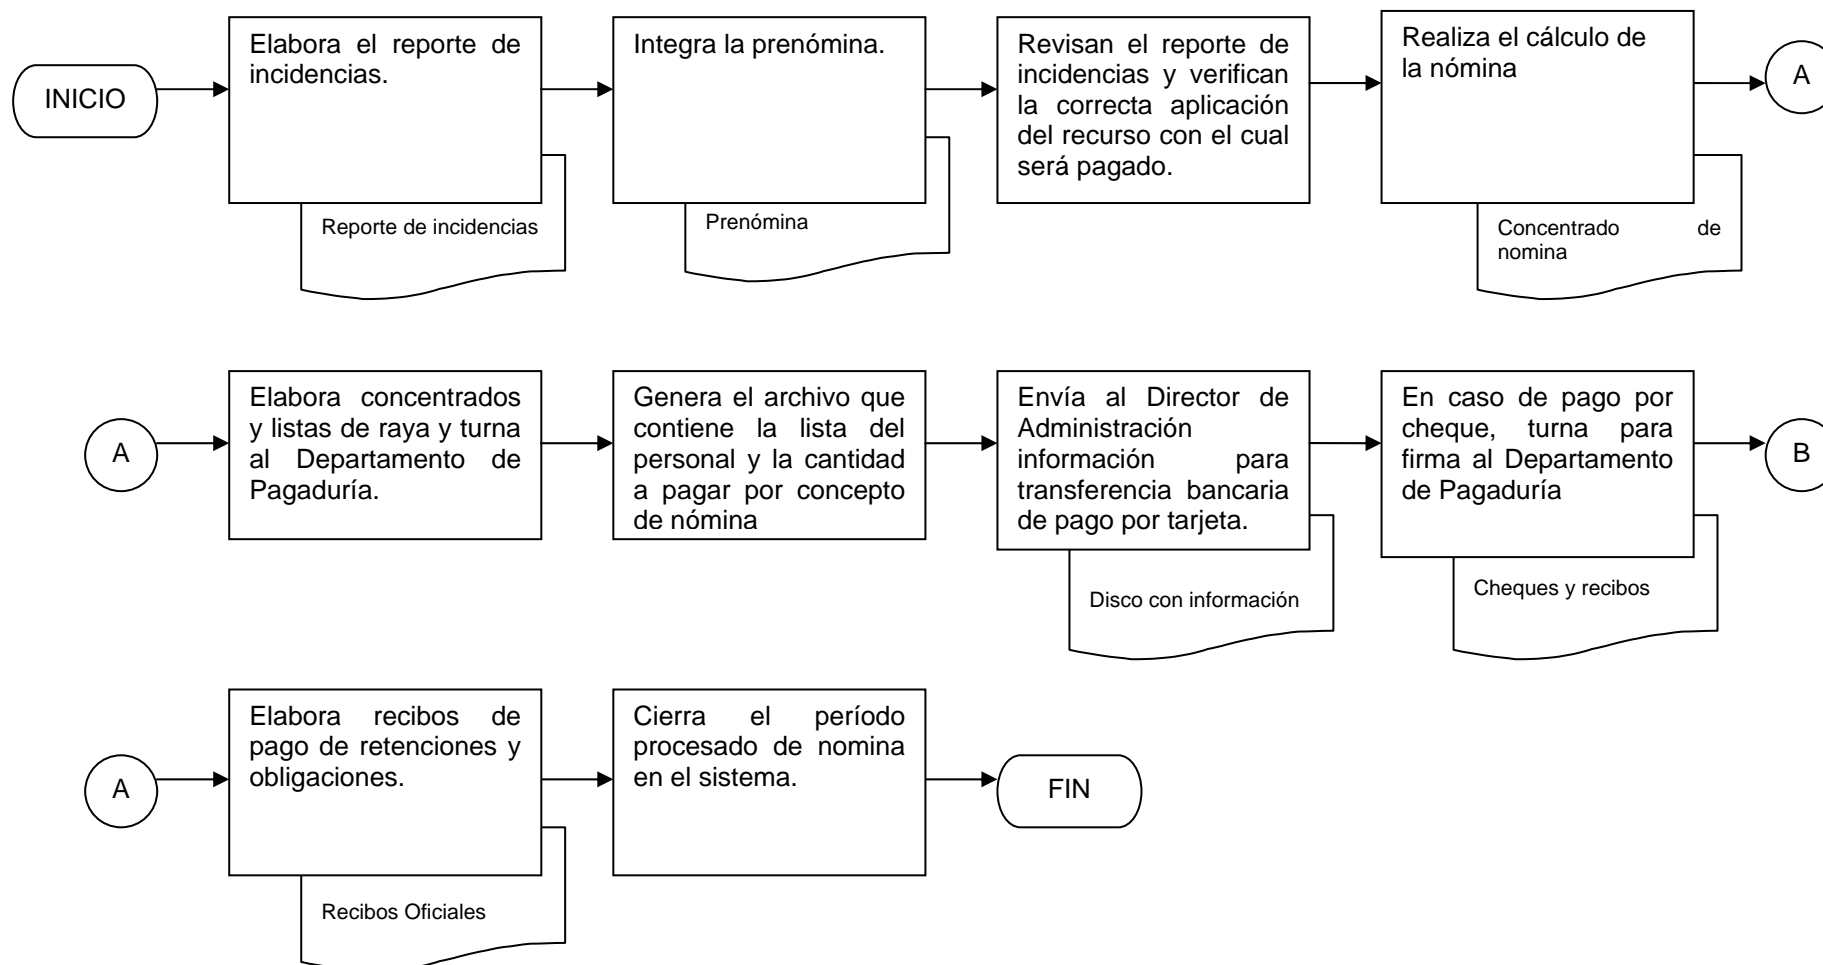 INICIO
Elabora el reporte de
incidencias.
Reporte de incidencias
Integra la prenómina.
Prenómina
Revisan el reporte de
incidencias y verifican
la correcta aplicación
del recurso con el cual
será pagado.
Realiza el cálculo de
la nómina
Concentrado de
nomina
A
A
Elabora concentrados
y listas de raya y turna
al Departamento de
Pagaduría.
Genera el archivo que
contiene la lista del
personal y la cantidad
a pagar por concepto
de nómina
Envía al Director de
Administración
información para
transferencia bancaria
de pago por tarjeta.
Disco con información
En caso de pago por
cheque, turna para
firma al Departamento
de Pagaduría
Cheques y recibos
B
A
Elabora recibos de
pago de retenciones y
obligaciones.
Recibos Oficiales
Cierra el período
procesado de nomina
en el sistema.
FIN